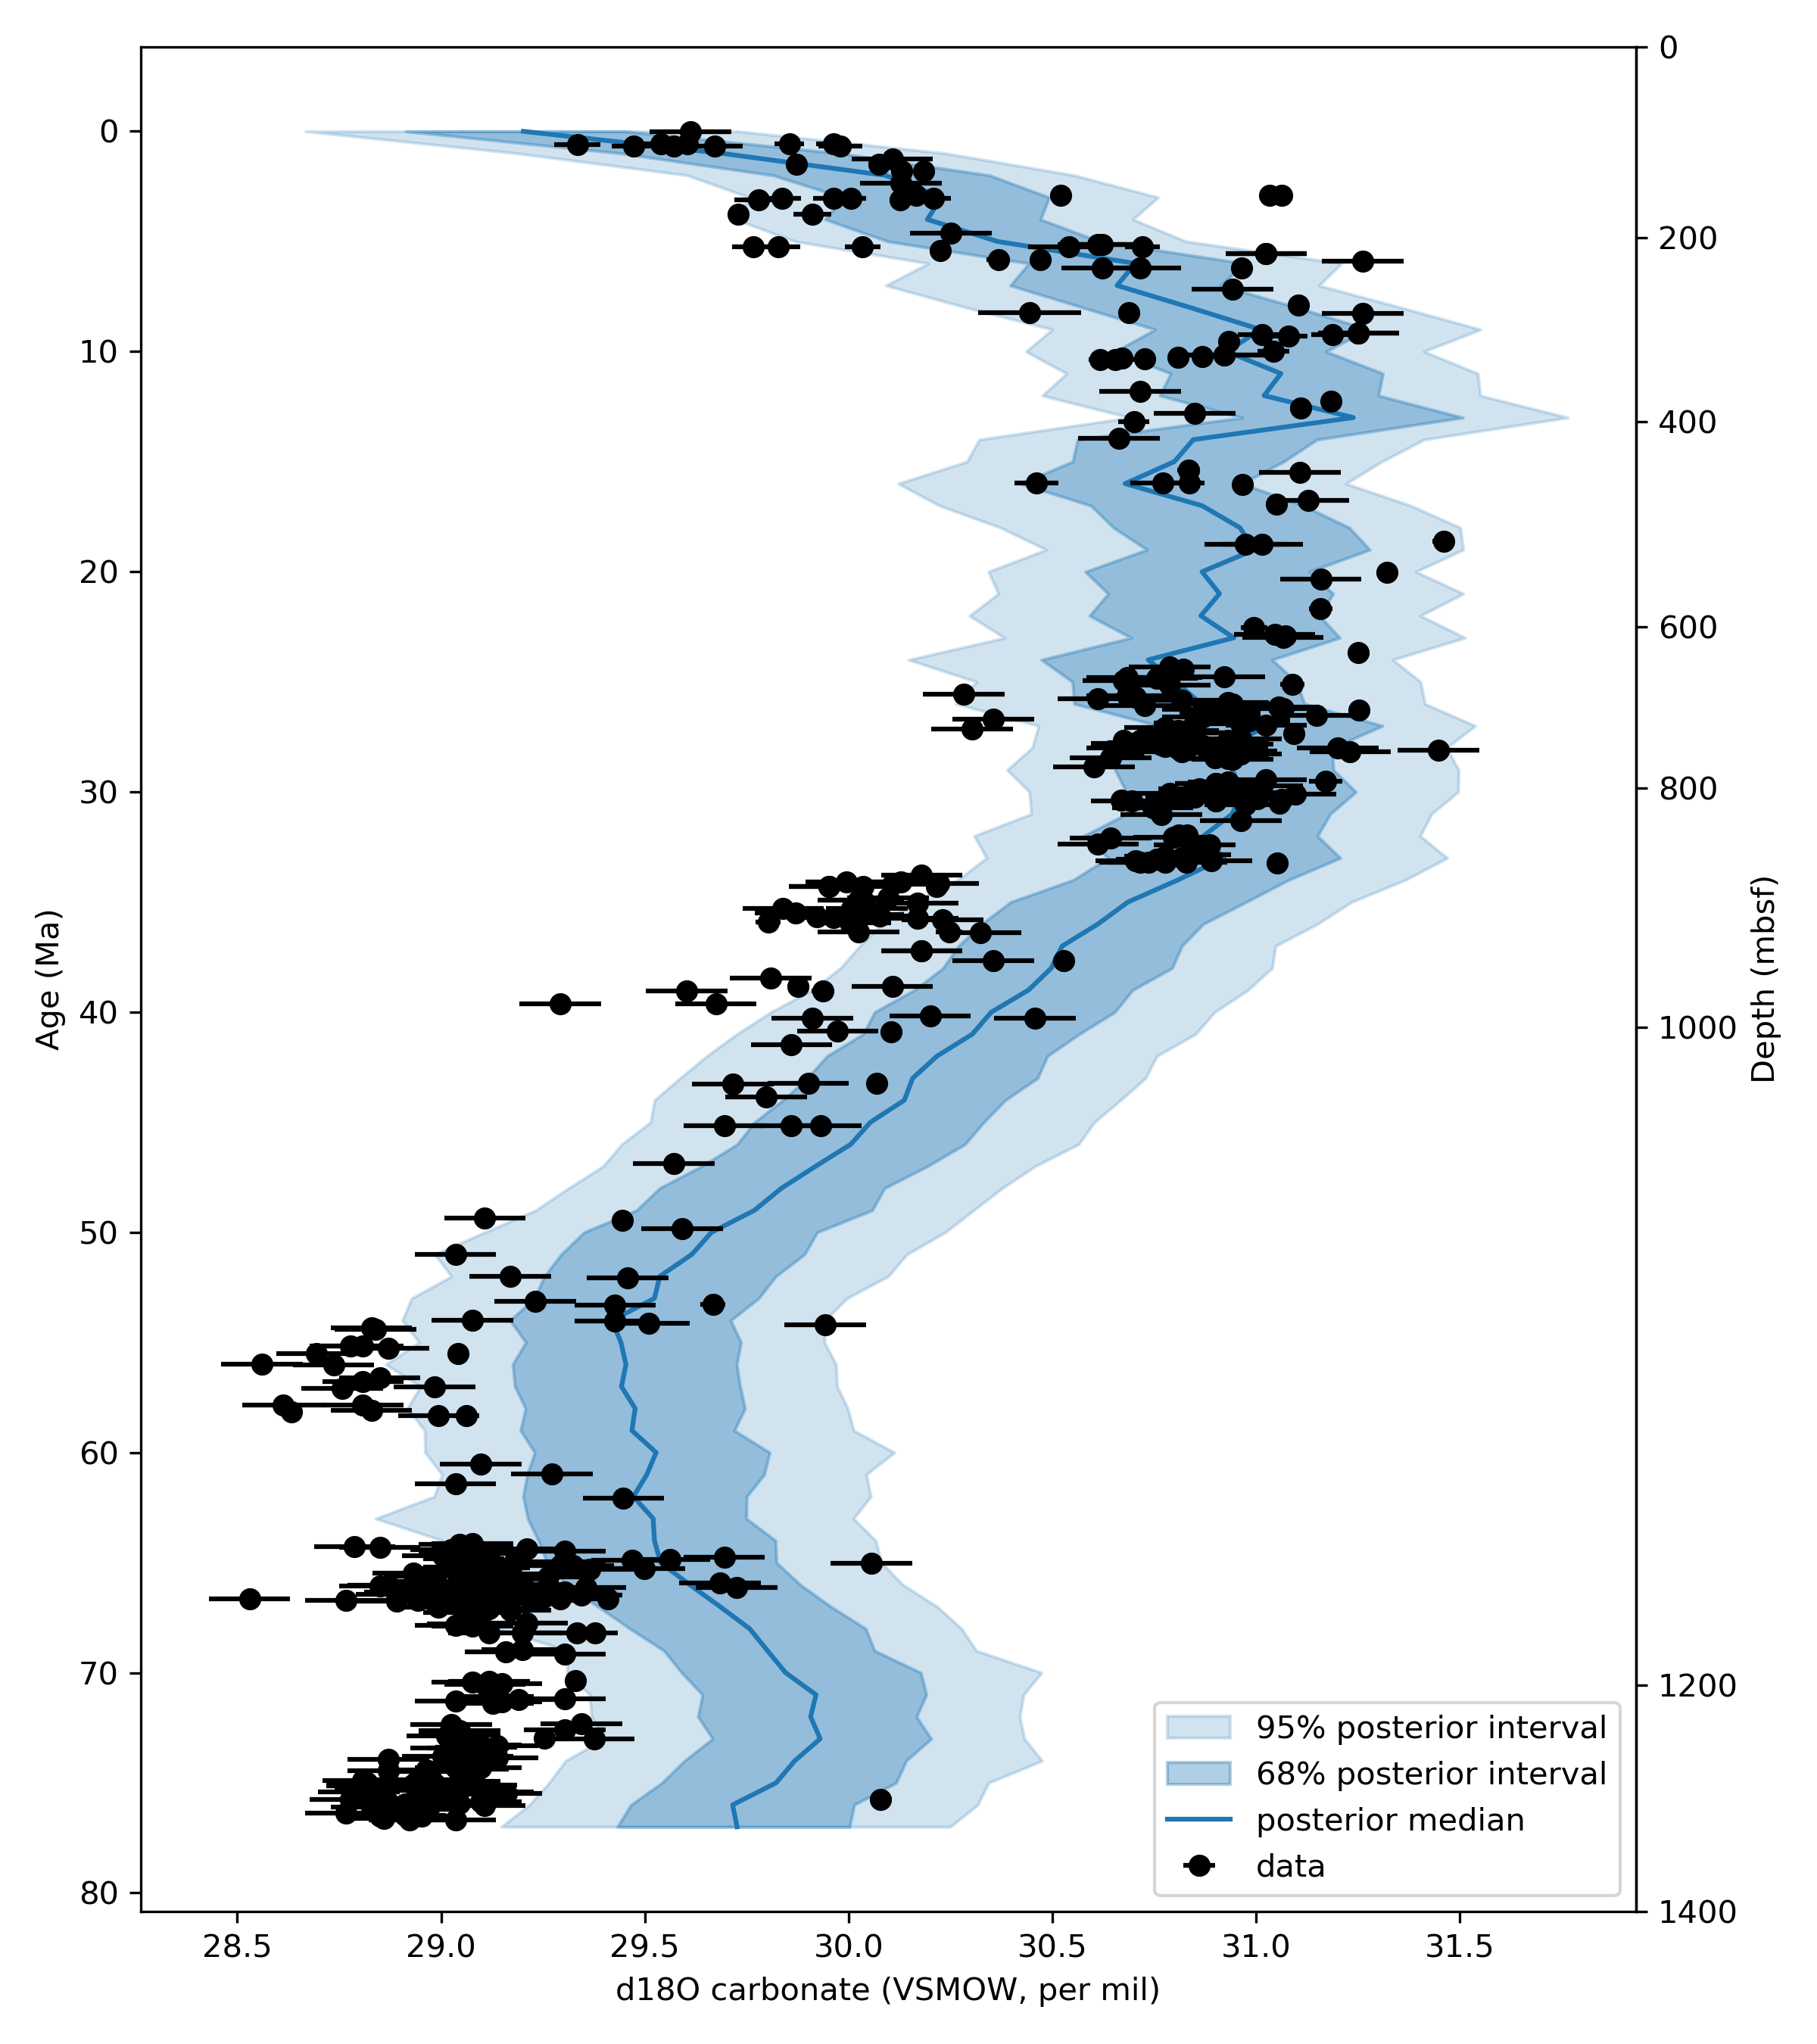 0
10
20
30
40
50
60
70
80
Age (Ma)
0
200
400
600
800
1000
1200
1400
Depth (mbsf)
95% posterior interval
68% posterior interval
posterior median
data
28.5 29.0 29.5 30.0 30.5 31.0 31.5
d18O carbonate (VSMOW, per mil)